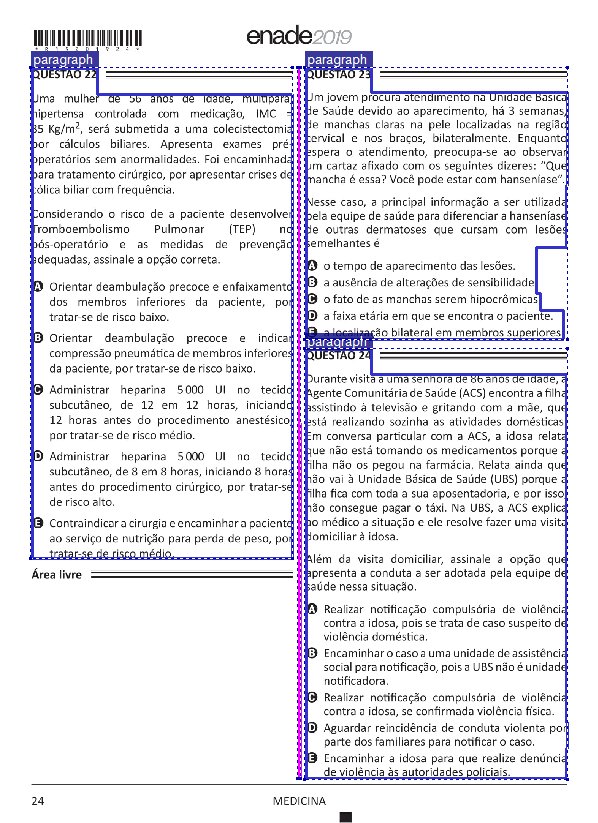 enade2019
*R1520192 4*
paragraph
QUESTÃO 22
Uma mulher de 56 anos de idade, multípara,
hipertensa controlada com medicação, IMC =
35 Kg/m², será submetida a uma colecistectomia
por cálculos biliares. Apresenta exames pré-
operatórios sem anormalidades. Foi encaminhada
para tratamento cirúrgico, por apresentar crises de
cólica biliar com frequência.
Considerando o risco de a paciente desenvolver
Tromboembolismo Pulmonar (TEP) no
pós-operatório e as medidas de prevenção
adequadas, assinale a opção correta.
A Orientar deambulação precoce e enfaixamento
dos membros inferiores da paciente, por
tratar-se de risco baixo.
B Orientar deambulação precoce e indicar
compressão pneumática de membros inferiores
da paciente, por tratar-se de risco baixo.
C Administrar heparina 5 000 UI no tecido
subcutâneo, de 12 em 12 horas, iniciando
12 horas antes do procedimento anestésico,
por tratar-se de risco médio.
D Administrar heparina 5 000 UI no tecido
subcutâneo, de 8 em 8 horas, iniciando 8 horas
antes do procedimento cirúrgico, por tratar-se
de risco alto.
E Contraindicar a cirurgia e encaminhar a paciente
ao serviço de nutrição para perda de peso, por
tratar-se de risco médio.
Área livre
paragraph
QUESTÃO 23
Um jovem procura atendimento na Unidade Básica
de Saúde devido ao aparecimento, há 3 semanas,
de manchas claras na pele localizadas na região
cervical e nos braços, bilateralmente. Enquanto
espera o atendimento, preocupa-se ao observar
um cartaz afixado com os seguintes dizeres: “Que
mancha é essa? Você pode estar com hanseníase”.
Nesse caso, a principal informação a ser utilizada
pela equipe de saúde para diferenciar a hanseníase
de outras dermatoses que cursam com lesões
semelhantes é
A o tempo de aparecimento das lesões.
B a ausência de alterações de sensibilidade.
C o fato de as manchas serem hipocrômicas.
D a faixa etária em que se encontra o paciente.
E a localização bilateral em membros superiores.
paragraph
QUESTÃO 24
Durante visita a uma senhora de 86 anos de idade, a
Agente Comunitária de Saúde (ACS) encontra a filha
assistindo à televisão e gritando com a mãe, que
está realizando sozinha as atividades domésticas.
Em conversa particular com a ACS, a idosa relata
que não está tomando os medicamentos porque a
filha não os pegou na farmácia. Relata ainda que
não vai à Unidade Básica de Saúde (UBS) porque a
filha fica com toda a sua aposentadoria, e por isso
não consegue pagar o táxi. Na UBS, a ACS explica
ao médico a situação e ele resolve fazer uma visita
domiciliar à idosa.
Além da visita domiciliar, assinale a opção que
apresenta a conduta a ser adotada pela equipe de
saúde nessa situação.
A Realizar notificação compulsória de violência
contra a idosa, pois se trata de caso suspeito de
violência doméstica.
B Encaminhar o caso a uma unidade de assistência
social para notificação, pois a UBS não é unidade
notificadora.
C Realizar notificação compulsória de violência
contra a idosa, se confirmada violência física.
D Aguardar reincidência de conduta violenta por
parte dos familiares para notificar o caso.
E Encaminhar a idosa para que realize denúncia
de violência às autoridades policiais.
24
MEDICINA